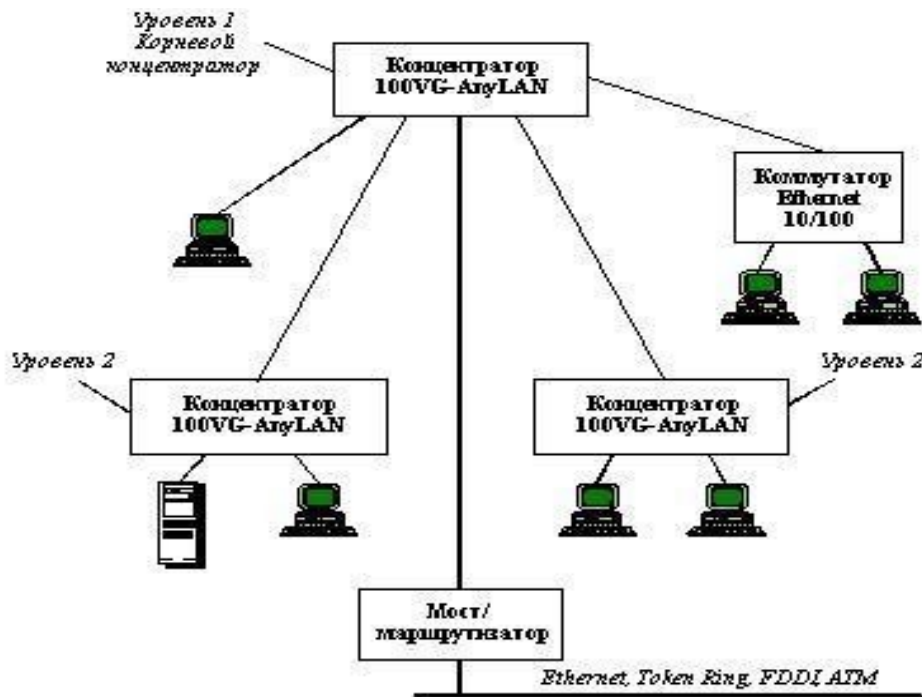 Уровень 1
Корневой
концентратор
Концентратор
100VG-AnyLAN
Коммутатор
Ethernet
10/100
Уровень 2
Концентратор
100VG-AnyLAN
Концентратор
100VG-AnyLAN
Уровень 2
Мост/
маршрутизатор
Ethernet, Token Ring, FDDI, ATM